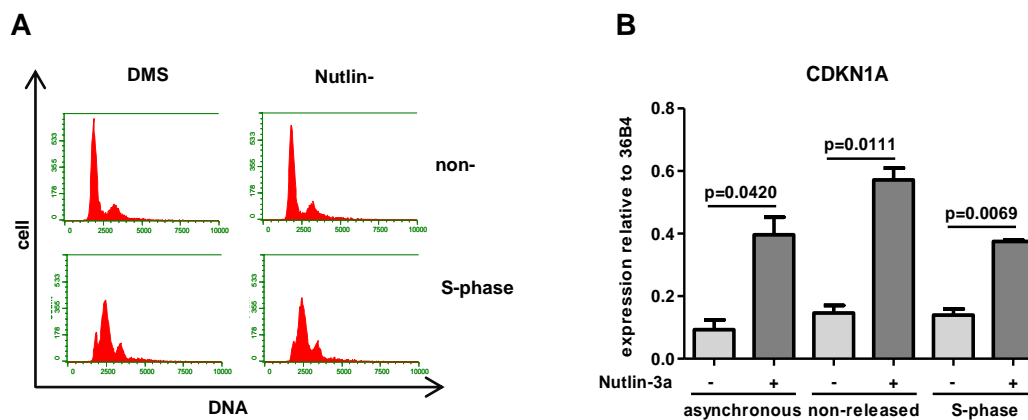 A
DMS
Nutlin-
533
355
178
0
0
2500
5000
7500
10000
533
355
178
0
0
2500
5000
7500
10000
non-
cell
533
355
178
0
0
2500
5000
7500
10000
533
355
178
0
0
2500
5000
7500
10000
S-phase
DNA
B
CDKN1A
expression relative to 36B4
0.8
0.6
0.4
0.2
0.0
p=0.0420
p=0.0111
p=0.0069
Nutlin-3a - + - + - +
asynchronous non-released S-phase